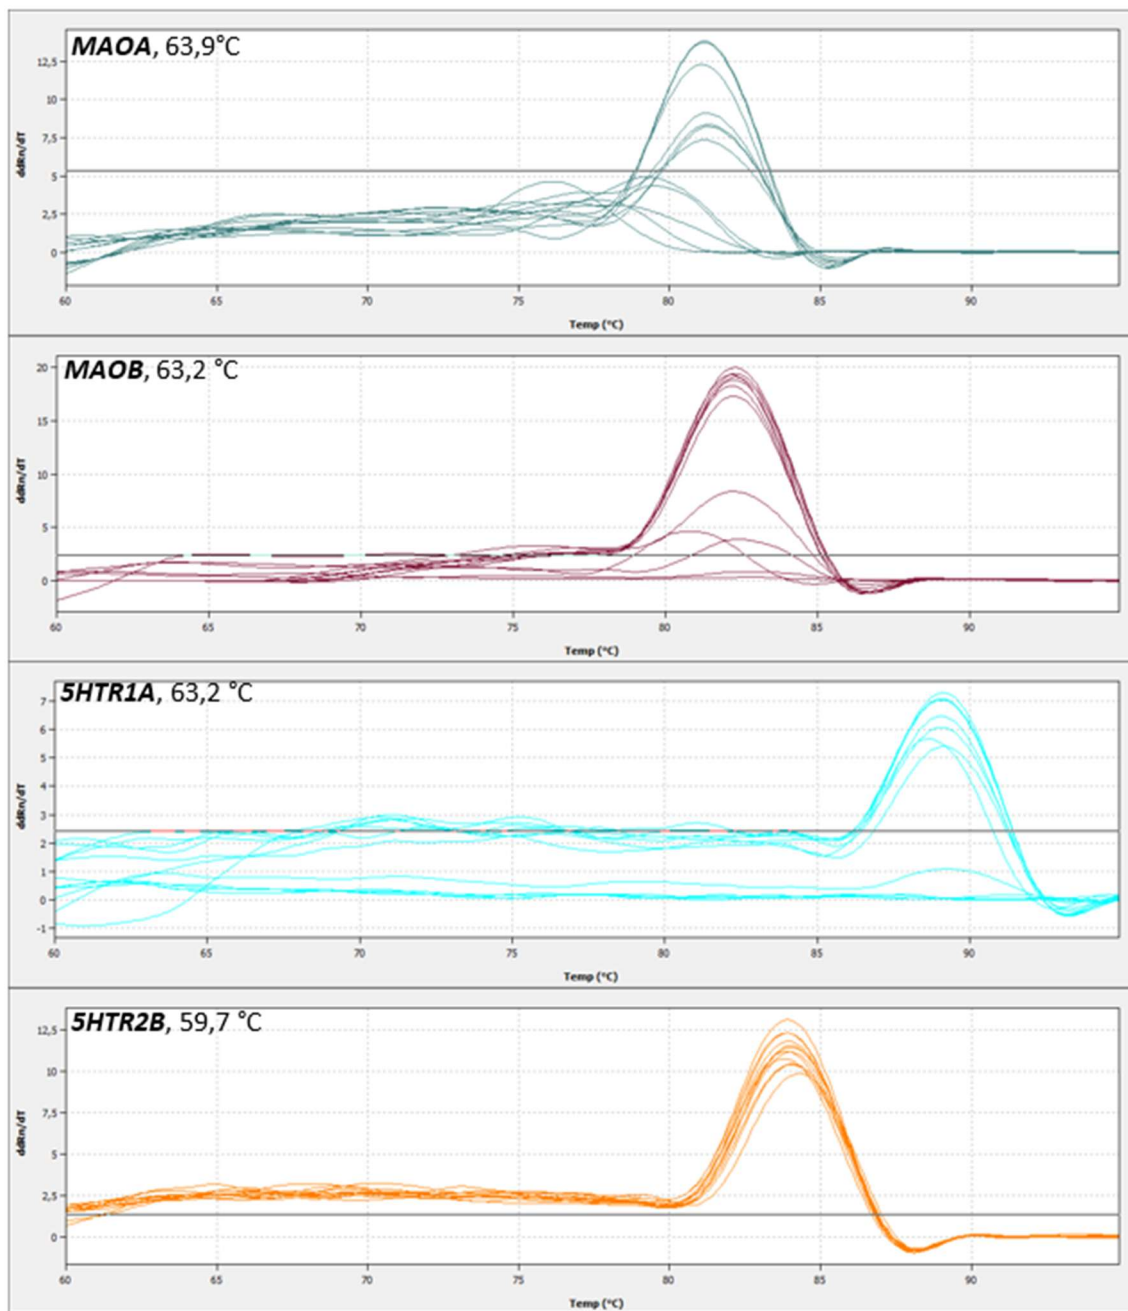 MAOA, 63,9°C
12,5
10
7,5
5
2,5
0
ddRn/dT
60 65 70 75 80 85 90
Temp (°C)
MAOB, 63,2 °C
20
15
10
5
0
ddRn/dT
60 65 70 75 80 85 90
Temp (°C)
5HTR1A, 63,2 °C
7
6
5
4
3
2
1
0
-1
ddRn/dT
60 65 70 75 80 85 90
Temp (°C)
5HTR2B, 59,7 °C
12,5
10
7,5
5
2,5
0
ddRn/dT
60 65 70 75 80 85 90
Temp (°C)